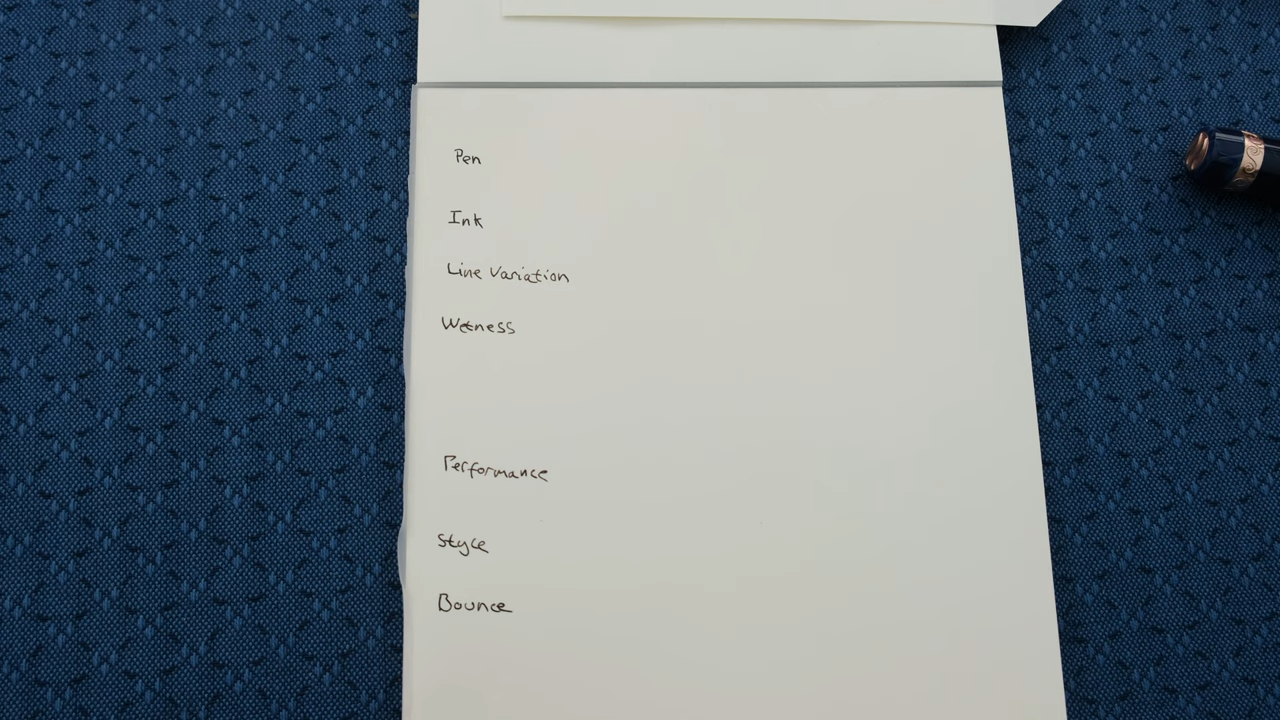 Pen
Ink
Line Variation
Wetness
Performance
Style
Bounce